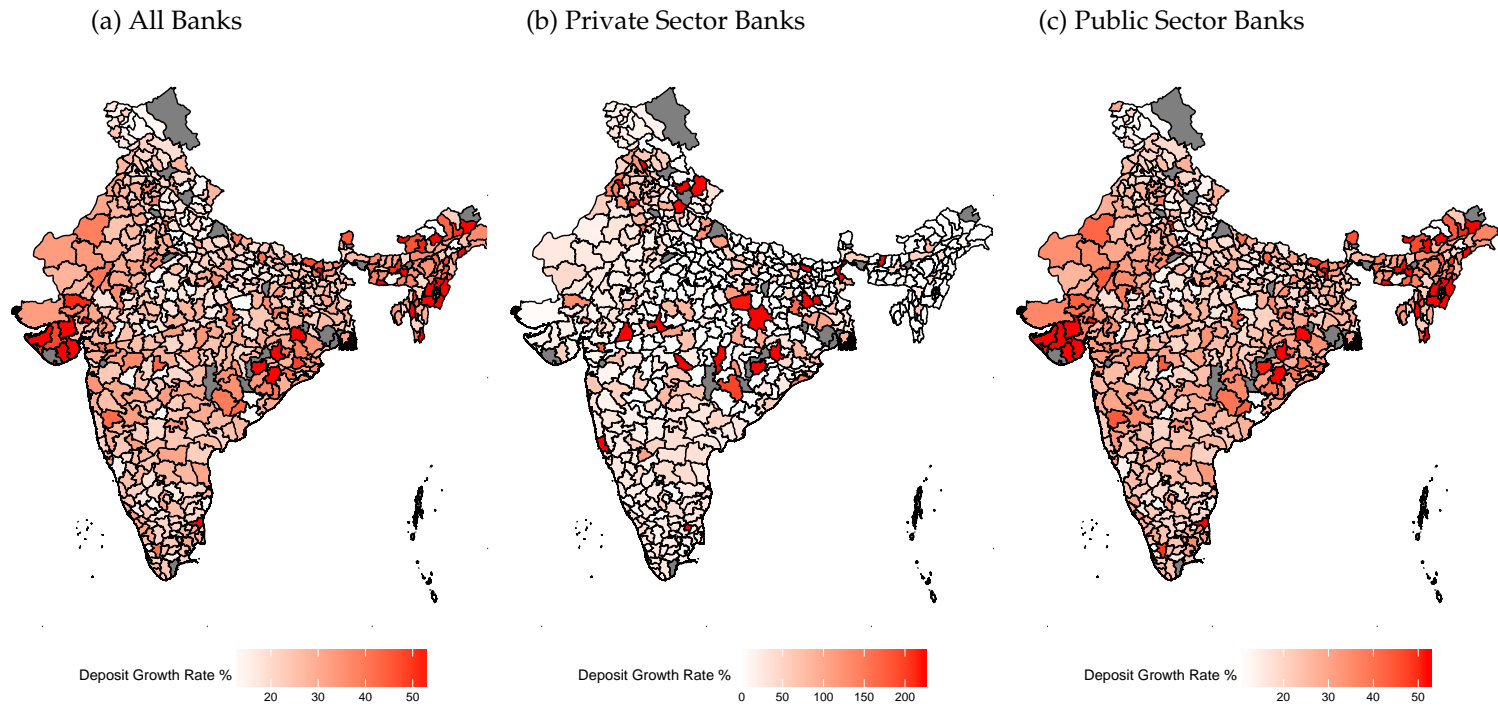 (a) All Banks
(b) Private Sector Banks
(c) Public Sector Banks
Deposit Growth Rate %
20 30 40 50
Deposit Growth Rate %
0 50 100 150 200
Deposit Growth Rate %
20 30 40 50